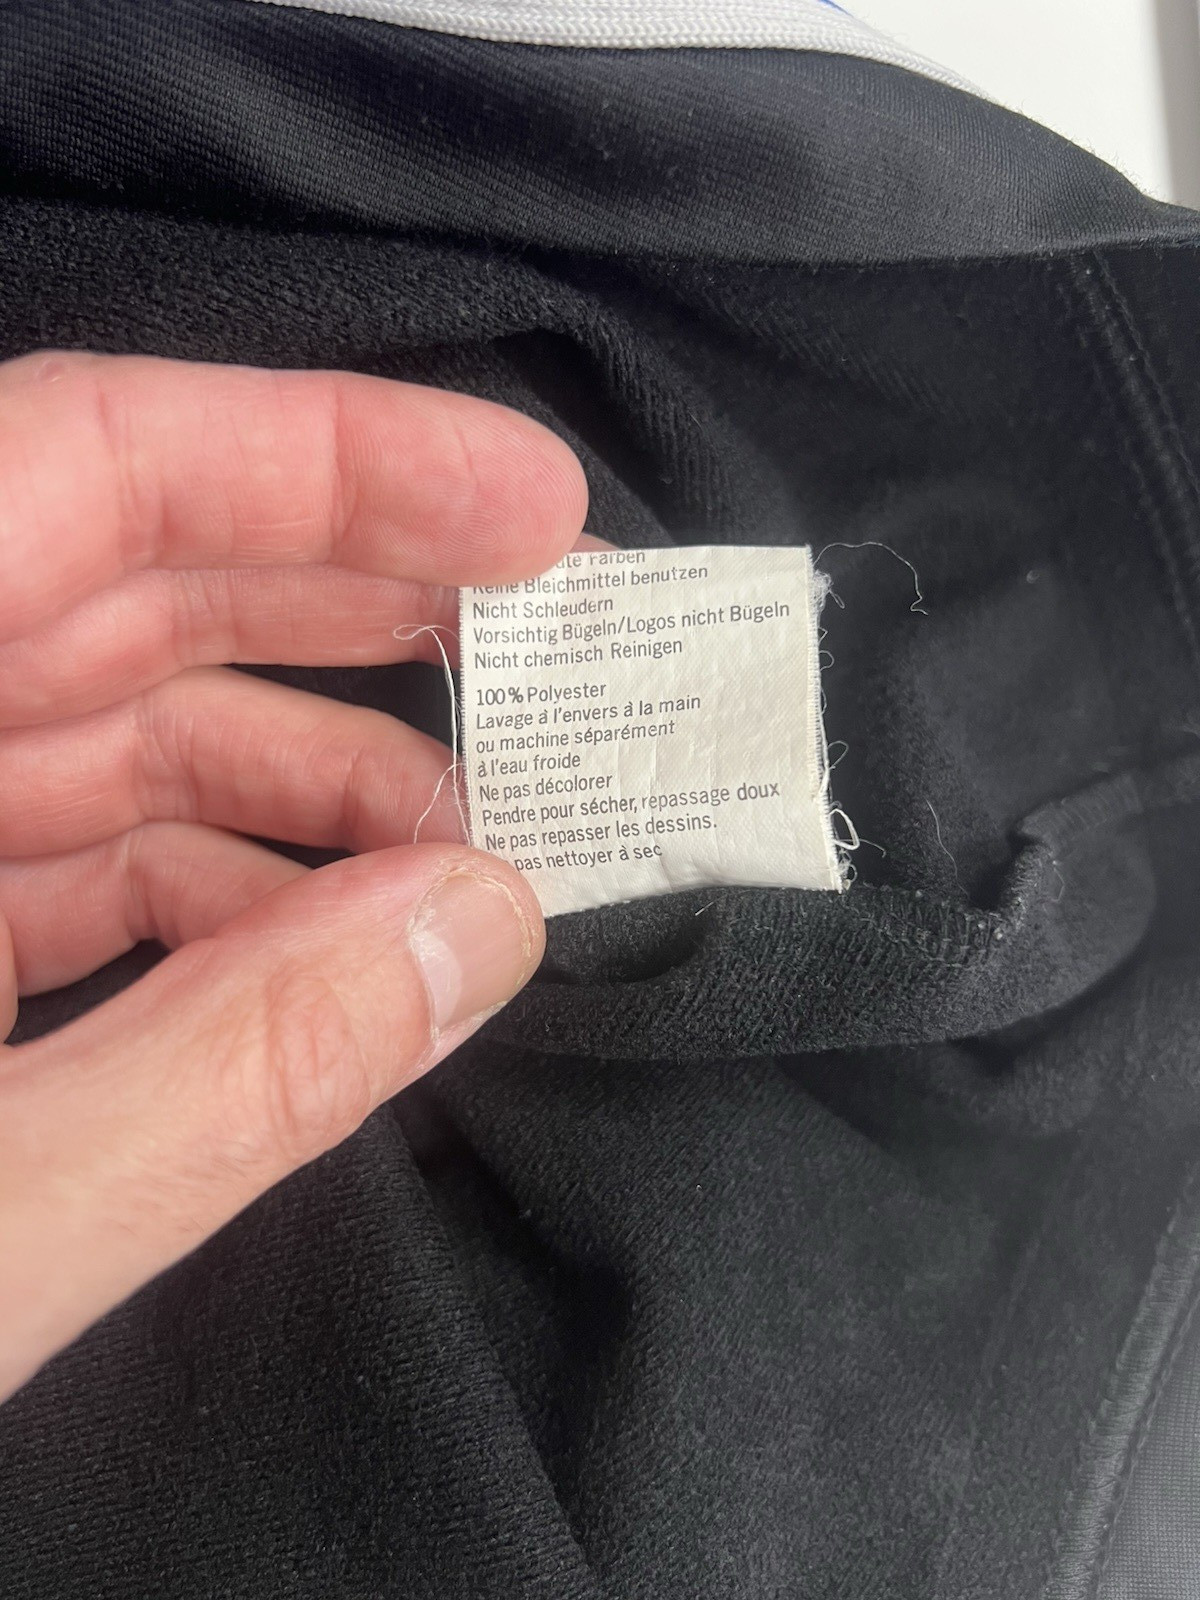 Farben
Keine Bleichmittel benutzen
Nicht Schleudern
Vorsichtig Bügeln/Logos nicht Bügeln
Nicht chemisch Reinigen
100% Polyester
Lavage à l'envers à la main
ou machine séparément
à l'eau froide
Ne pas décolorer
Pendre pour sécher, repassage doux
Ne pas repasser les dessins.
pas nettoyer à sec